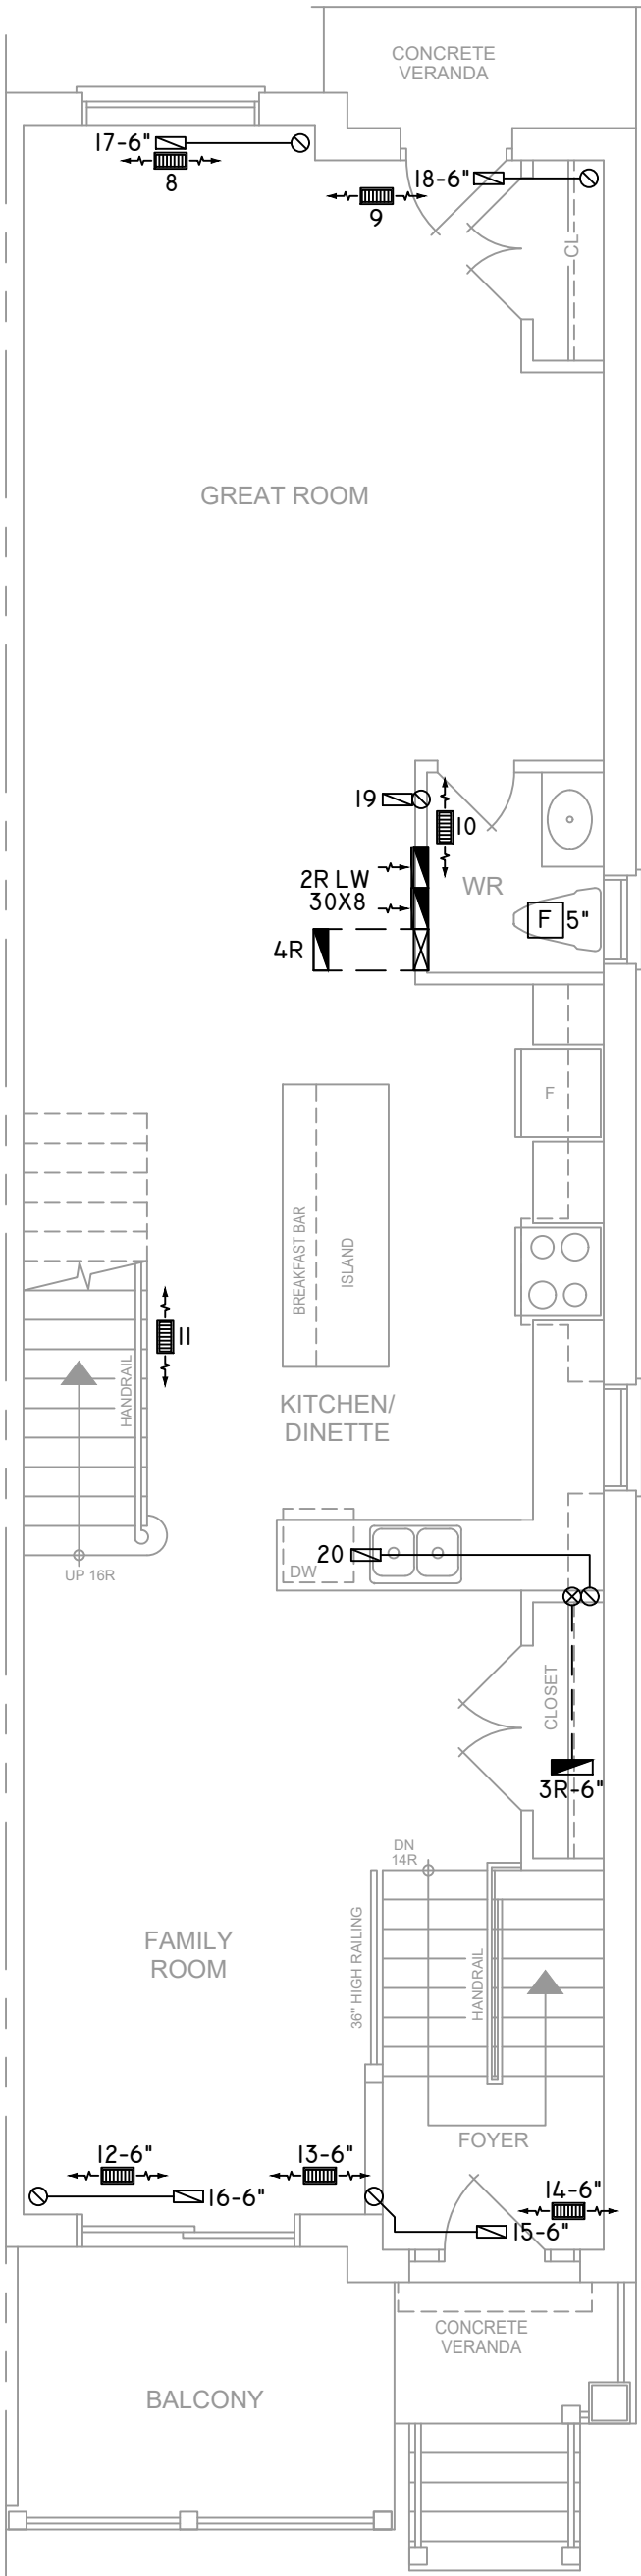 CONCRETE
VERANDA
17-6"
8
18-6"
9
CL
GREAT ROOM
19
10
2R LW
30X8
WR
F 5"
4R
F
BREAKFAST BAR
ISLAND
11
HANDRAIL
KITCHEN/
DINETTE
20
DW
UP 16R
CLOSET
3R-6"
DN
14R
36" HIGH RAILING
HANDRAIL
FAMILY
ROOM
FOYER
12-6"
13-6"
14-6"
16-6"
15-6"
CONCRETE
VERANDA
BALCONY